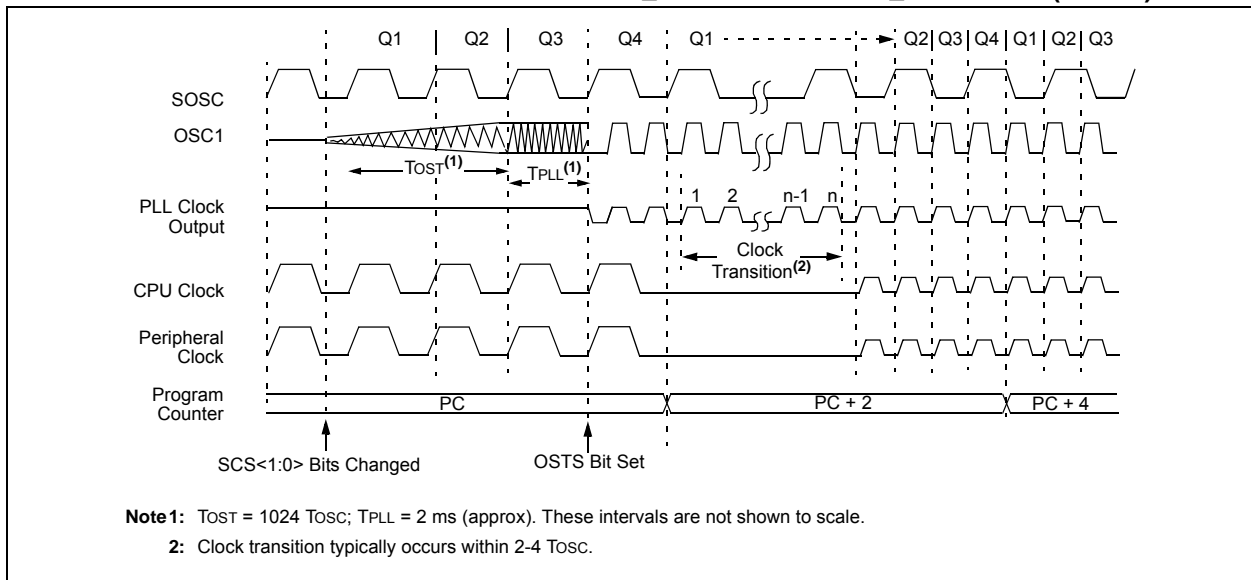 Q1 Q2 Q3 Q4 Q1 Q2 Q3 Q4 Q1 Q2 Q3
SOSC
OSC1
TOST(1) TPLL(1)
1 2 n-1 n
PLL Clock
Output
Clock
Transition(2)
CPU Clock
Peripheral
Clock
Program
Counter
PC PC + 2 PC + 4
SCS<1:0> Bits Changed OSTS Bit Set
Note 1: TOST = 1024 TOSC; TPLL = 2 ms (approx). These intervals are not shown to scale.
2: Clock transition typically occurs within 2-4 TOSC.